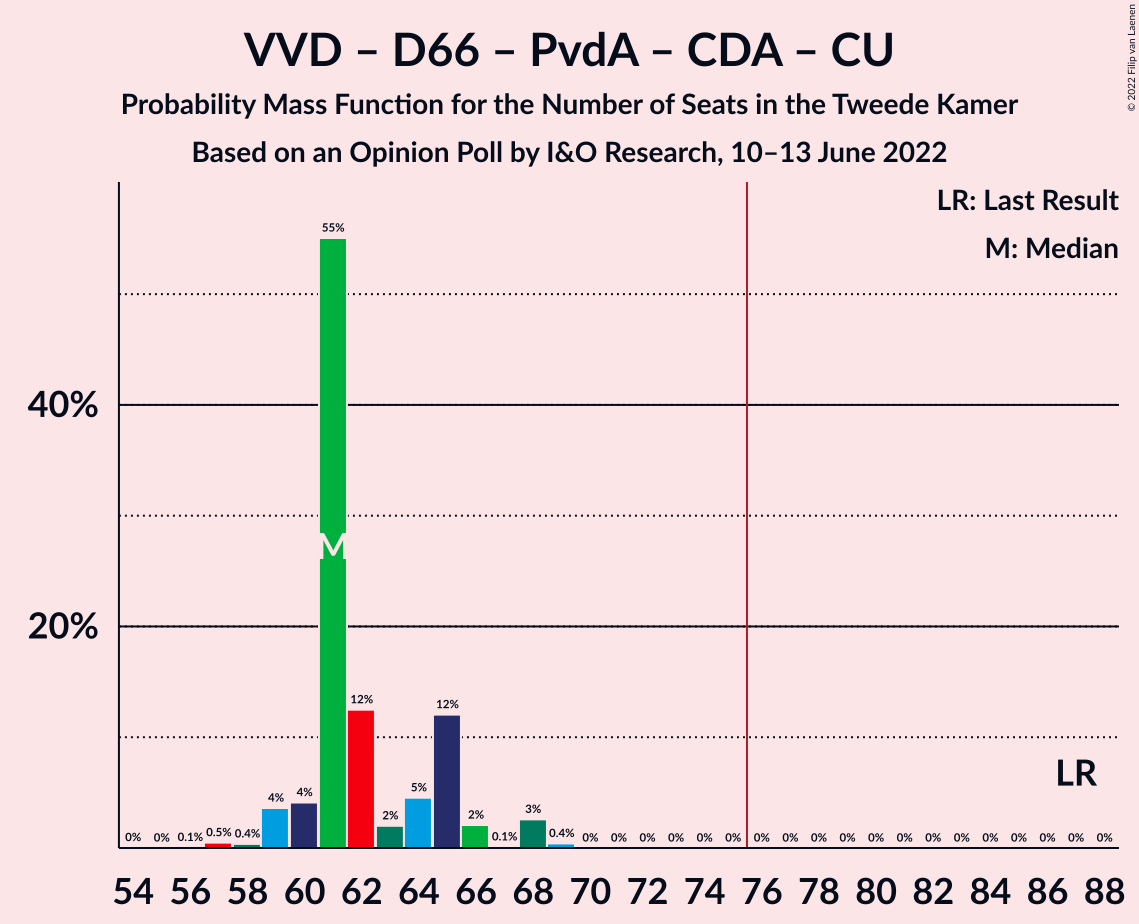 VVD – D66 – PvdA – CDA – CU
Probability Mass Function for the Number of Seats in the Tweede Kamer
Based on an Opinion Poll by I&O Research, 10–13 June 2022
© 2022 Filip van Laenen
LR: Last Result
M: Median
40%
20%
0% 0% 0.1% 0.5% 0.4% 4% 4% 55% 12% 2% 5% 12% 2% 0.1% 3% 0.4% 0% 0% 0% 0% 0% 0% 0% 0% 0% 0% 0% 0% 0% 0% 0% 0% 0% 0% 0%
M
LR
54 56 58 60 62 64 66 68 70 72 74 76 78 80 82 84 86 88